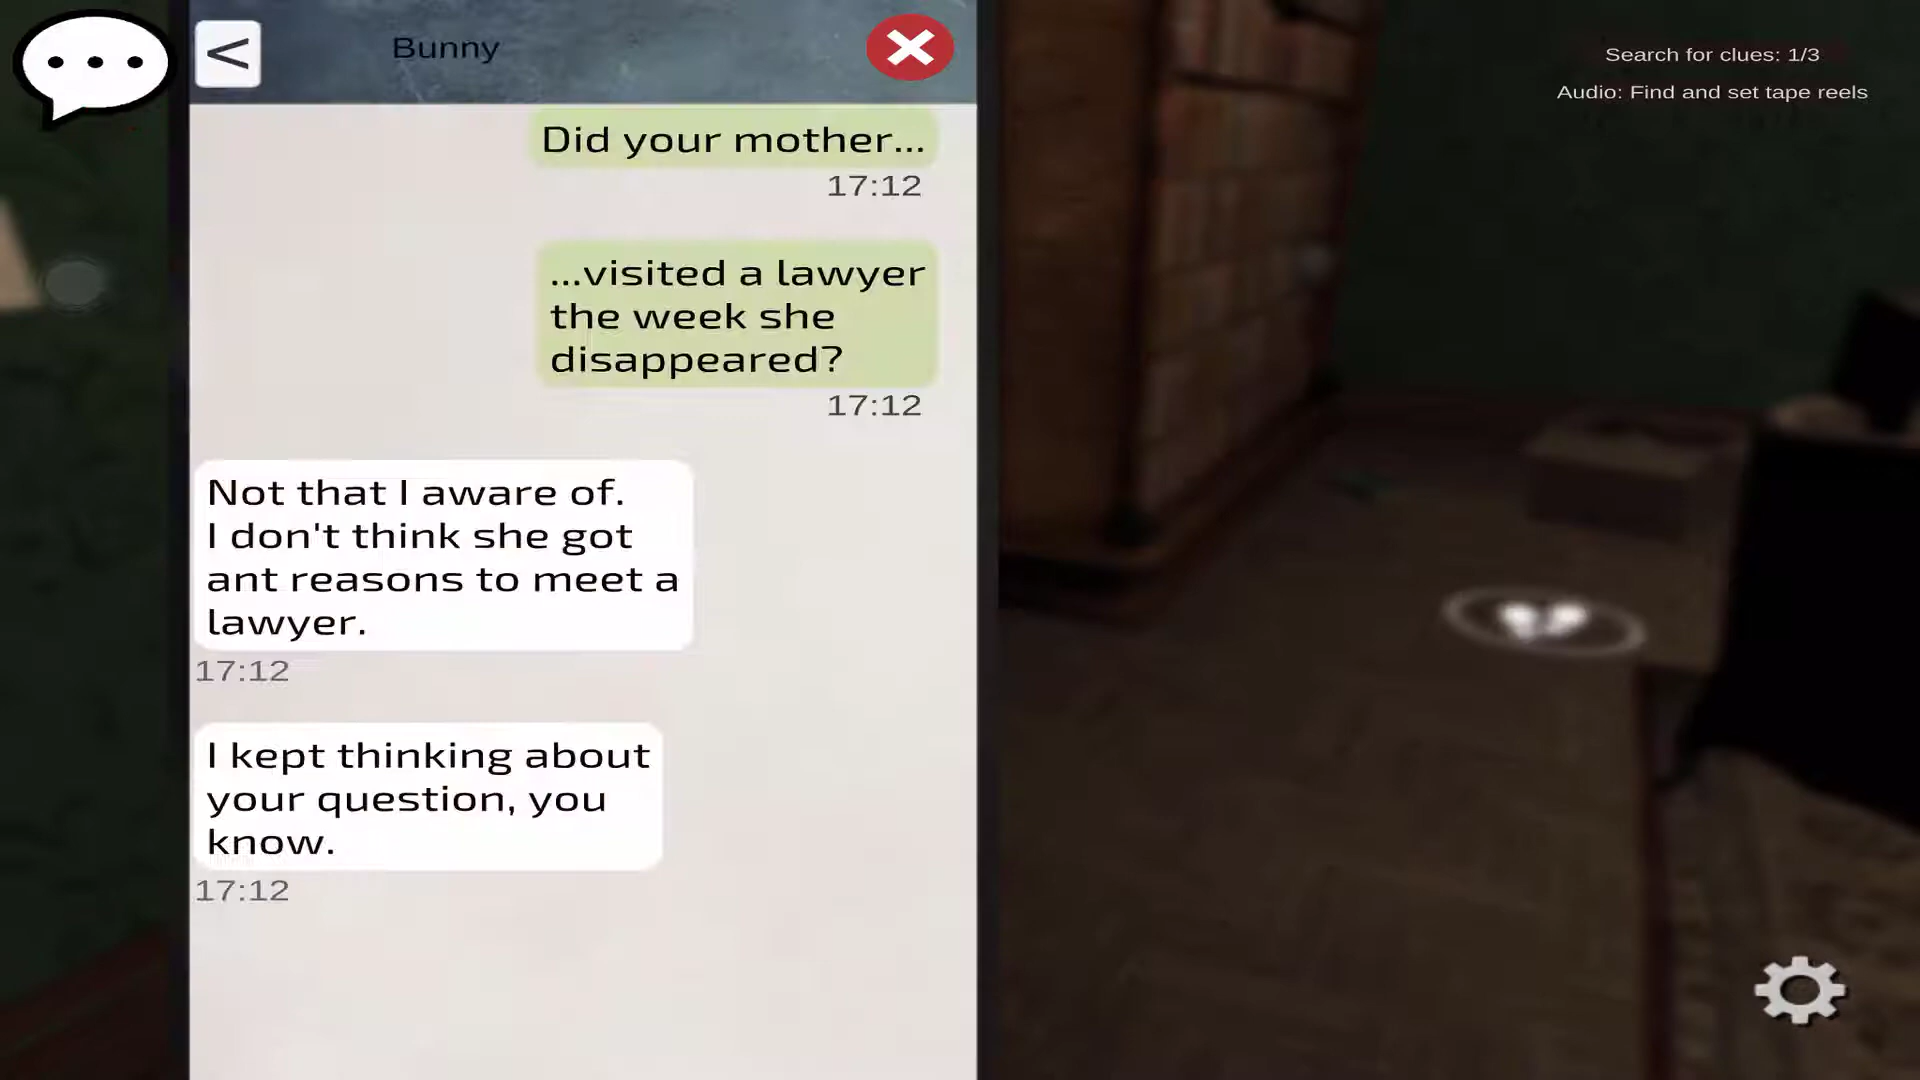 <
Bunny
Search for clues: 1/3
Audio: Find and set tape reels
Did your mother...
17:12
...visited a lawyer
the week she
disappeared?
17:12
Not that I aware of.
I don't think she got
ant reasons to meet a
lawyer.
17:12
I kept thinking about
your question, you
know.
17:12